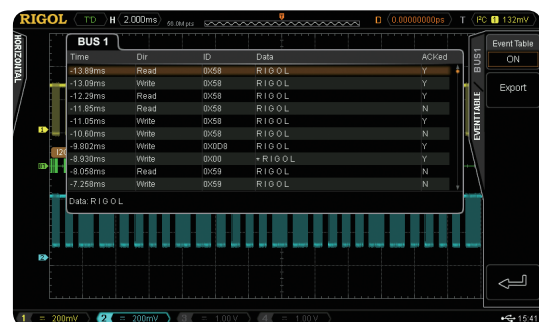 RIGOL T'D H 2.000ms 56.0M pts D 0.00000000ps T I²C 1 132mV
HORIZONTAL
BUS 1
Time Dir ID Data ACKed
-13.89ms Read 0X58 R I G O L Y
-13.09ms Write 0X58 R I G O L Y
-12.29ms Read 0X58 R I G O L Y
-11.85ms Read 0X58 R I G O L N
-11.05ms Write 0X58 R I G O L Y
-10.60ms Write 0X58 R I G O L N
-9.802ms Write 0X0D8 R I G O L Y
-8.930ms Write 0X00 R I G O L Y
-8.058ms Read 0X59 R I G O L N
-7.258ms Write 0X59 R I G O L N
Data: R I G O L
BUS1
EVENTTABLE
Event Table
ON
Export
1
B1
2
1 = 200mV 2 = 200mV 3 = 1.00 V 4 = 1.00 V 15:41